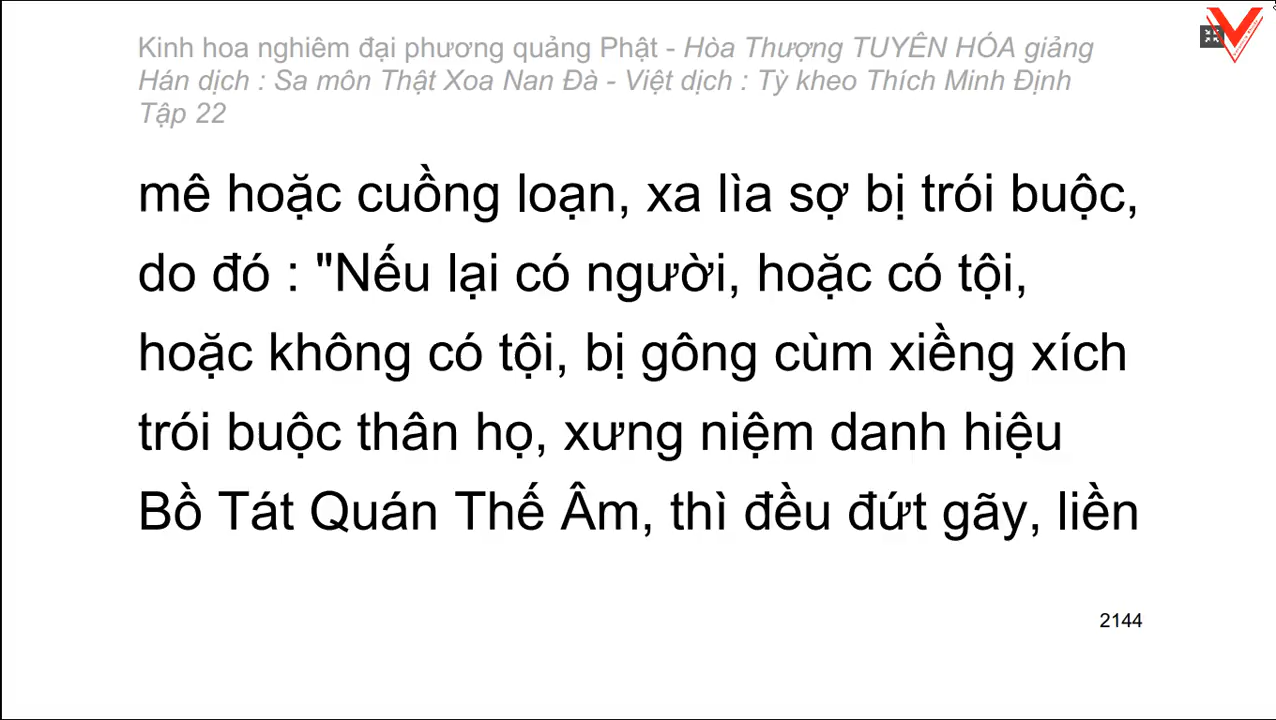 Kinh hoa nghiêm đại phương quảng Phật - Hòa Thượng TUYÊN HÓA giảng
Hán dịch : Sa môn Thật Xoa Nan Đà - Việt dịch : Tỳ kheo Thích Minh Định
Tập 22
mê hoặc cuồng loạn, xa lìa sợ bị trói buộc,
do đó : "Nếu lại có người, hoặc có tội,
hoặc không có tội, bị gông cùm xiềng xích
trói buộc thân họ, xưng niệm danh hiệu
Bồ Tát Quán Thế Âm, thì đều đứt gãy, liền
2144